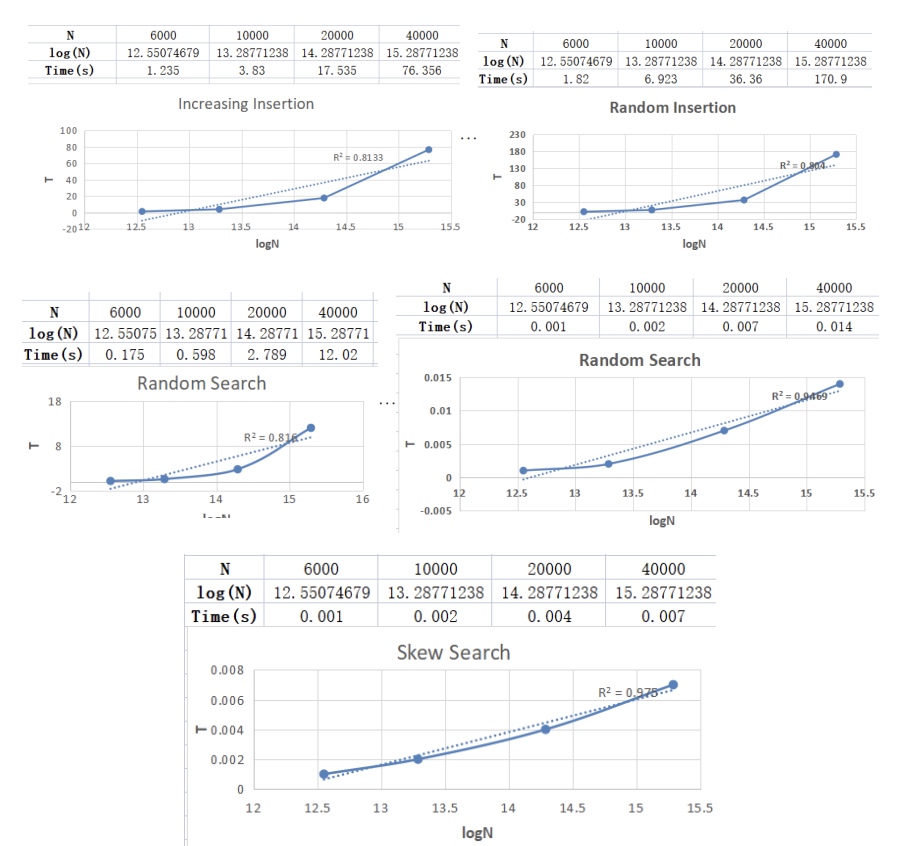 N 6000 10000 20000 40000
log(N) 12.55074679 13.28771238 14.28771238 15.28771238
Time(s) 1.235 3.83 17.535 76.356
Increasing Insertion
100
80
60
40
20
0
-20
T
R² = 0.8133
12 12.5 13 13.5 14 14.5 15 15.5
logN
...
N 6000 10000 20000 40000
log(N) 12.55074679 13.28771238 14.28771238 15.28771238
Time(s) 1.82 6.923 36.36 170.9
Random Insertion
230
180
130
80
30
-20
T
R² = 0.804
12 12.5 13 13.5 14 14.5 15 15.5
logN
N 6000 10000 20000 40000
log(N) 12.55075 13.28771 14.28771 15.28771
Time(s) 0.175 0.598 2.789 12.02
Random Search
18
8
-2
T
R² = 0.816
12 13 14 15 16
...
N 6000 10000 20000 40000
log(N) 12.55074679 13.28771238 14.28771238 15.28771238
Time(s) 0.001 0.002 0.007 0.014
Random Search
0.015
0.01
0.005
0
-0.005
T
R² = 0.9469
12 12.5 13 13.5 14 14.5 15 15.5
logN
N 6000 10000 20000 40000
log(N) 12.55074679 13.28771238 14.28771238 15.28771238
Time(s) 0.001 0.002 0.004 0.007
Skew Search
0.008
0.006
0.004
0.002
0
T
R² = 0.975
12 12.5 13 13.5 14 14.5 15 15.5
logN